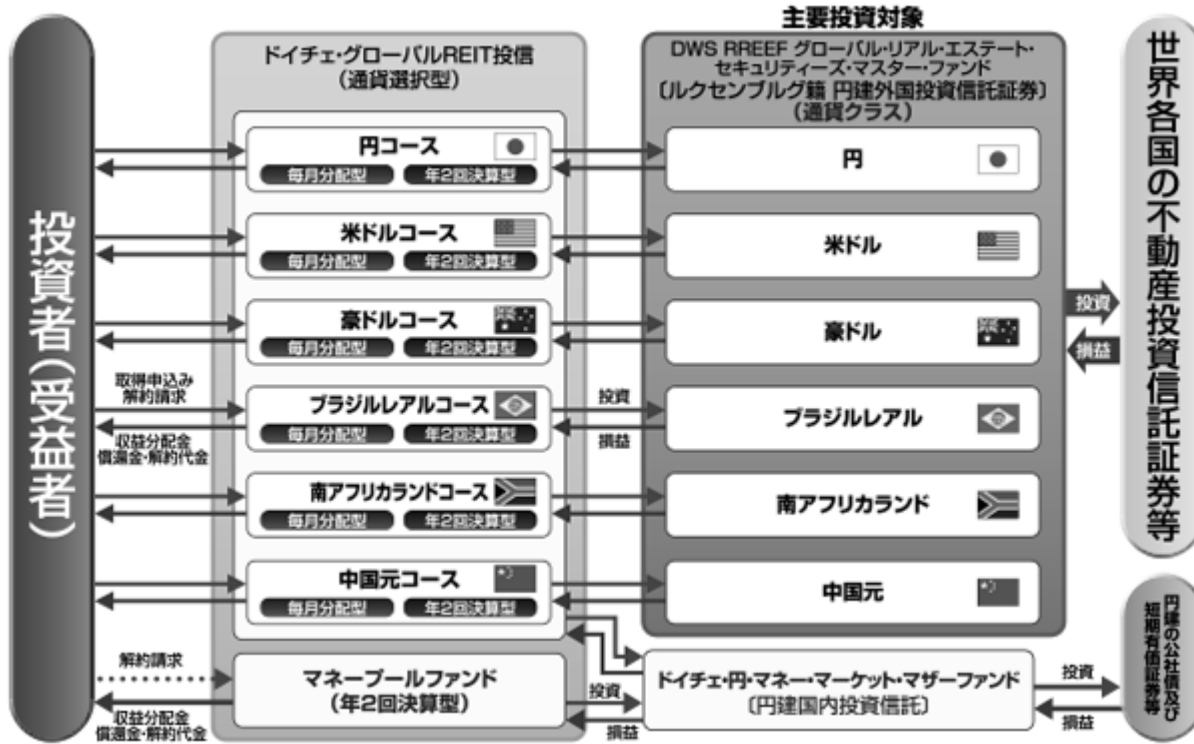 投資者(受益者)
ドイチェ・グローバルREIT投信
(通貨選択型)
円コース
毎月分配型 年2回決算型
米ドルコース
毎月分配型 年2回決算型
豪ドルコース
毎月分配型 年2回決算型
取得申込み
解約請求
ブラジルレアルコース
毎月分配型 年2回決算型
収益分配金
償還金・解約代金
南アフリカランドコース
毎月分配型 年2回決算型
中国元コース
毎月分配型 年2回決算型
解約請求
マネープールファンド
(年2回決算型)
収益分配金
償還金・解約代金
投資
損益
投資
損益
主要投資対象
DWS RREEF グローバル・リアル・エステート・
セキュリティーズ・マスター・ファンド
〔ルクセンブルグ籍 円建外国投資信託証券〕
(通貨クラス)
円
米ドル
豪ドル
ブラジルレアル
南アフリカランド
中国元
ドイチェ・円・マネー・マーケット・マザーファンド
〔円建国内投資信託〕
投資
損益
投資
損益
世界各国の不動産投資信託証券等
円建の公社債及び
短期有価証券等